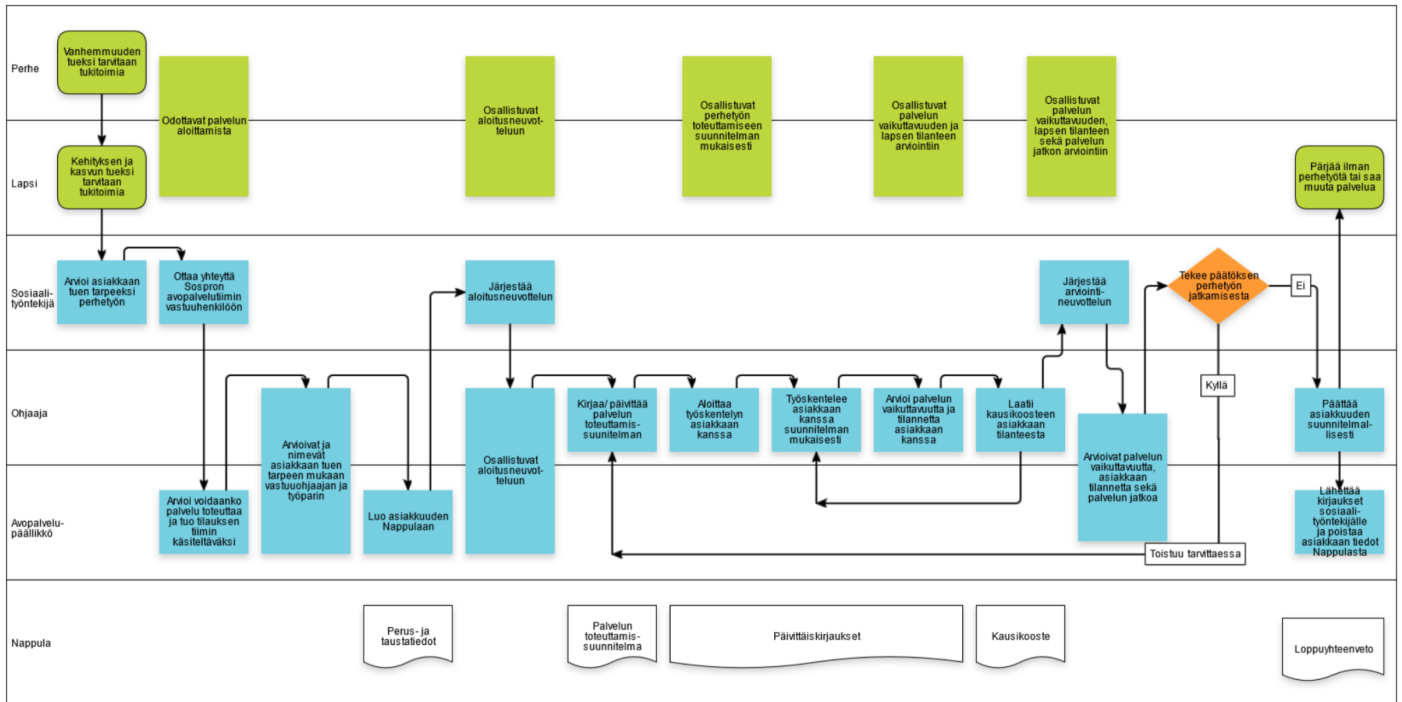 Perhe
Vanhemmuuden
tueksi tarvitaan
tukitoimia
Odottavat palvelun
aloittamista
Osallistuvat
aloitusneuvot-
teluun
Osallistuvat
perhetyön
toteuttamiseen
suunnitelman
mukaisesti
Osallistuvat
palvelun
vaikuttavuuden ja
lapsen tilanteen
arviointiin
Osallistuvat
palvelun
vaikuttavuuden,
lapsen tilanteen
sekä palvelun
jatkon arviointiin
Lapsi
Kehityksen ja
kasvun tueksi
tarvitaan
tukitoimia
Pärjää ilman
perhetyötä tai saa
muuta palvelua
Sosiaali-
työntekijä
Arvioi asiakkaan
tuen tarpeeksi
perhetyön
Ottaa yhteyttä
Sospron
avopalvelutiimin
vastuuhenkilöön
Järjestää
aloitusneuvottelun
Järjestää
arviointi-
neuvottelun
Tekee päätöksen
perhetyön
jatkamisesta
Ei
Kyllä
Ohjaaja
Arvioivat ja
nimevät
asiakkaan tuen
tarpeen mukaan
vastuuohjaajan ja
työparin
Osallistuvat
aloitusneuvot-
teluun
Kirjaa/ päivittää
palvelun
toteuttamis-
suunitelman
Aloittaa
työskentelyn
asiakkaan
kanssa
Työskentelee
asiakkaan
kanssa
suunnitelman
mukaisesti
Arvioi palvelun
vaikuttavuutta ja
tilannetta
asiakkaan
kanssa
Laatii
kausikoosteen
asiakkaan
tilanteesta
Arvioivat palvelun
vaikuttavuutta,
asiakkaan
tilannetta sekä
palvelun jatkoa
Päättää
asiakkuuden
suunnitelmal-
lisesti
Avopalvelu-
päällikkö
Arvioi voidaanko
palvelu toteuttaa
ja tuo tilauksen
tiimin
käsiteltäväksi
Luo asiakkuuden
Nappulaan
Toistuu tarvittaessa
Lähettää
kirjaukset
sosiaali-
työntekijälle
ja poistaa
asiakkaan tiedot
Nappulasta
Nappula
Perus- ja
taustatiedot
Palvelun
toteuttamis-
suunnitelma
Päivittäiskirjaukset
Kausikooste
Loppuyhteenveto